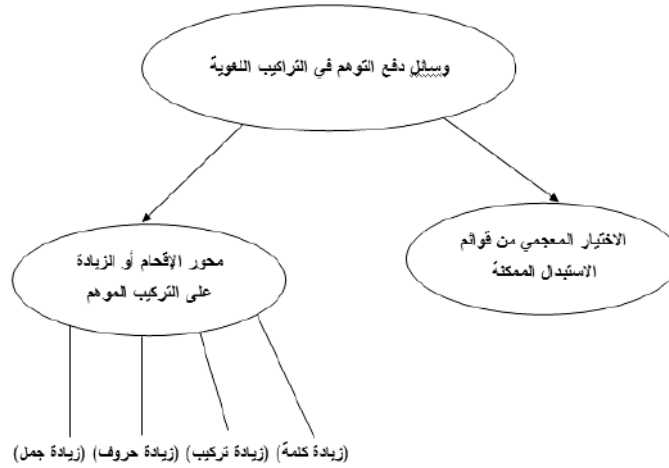 وسائل دفع التوهم في التراكيب اللغوية
الاختيار المعجمي من قوائم
الاستبدال الممكنة
محور الإقحام أو الزيادة
على التركيب الموهم
(زيادة كلمة) (زيادة تركيب) (زيادة حروف) (زيادة جمل)